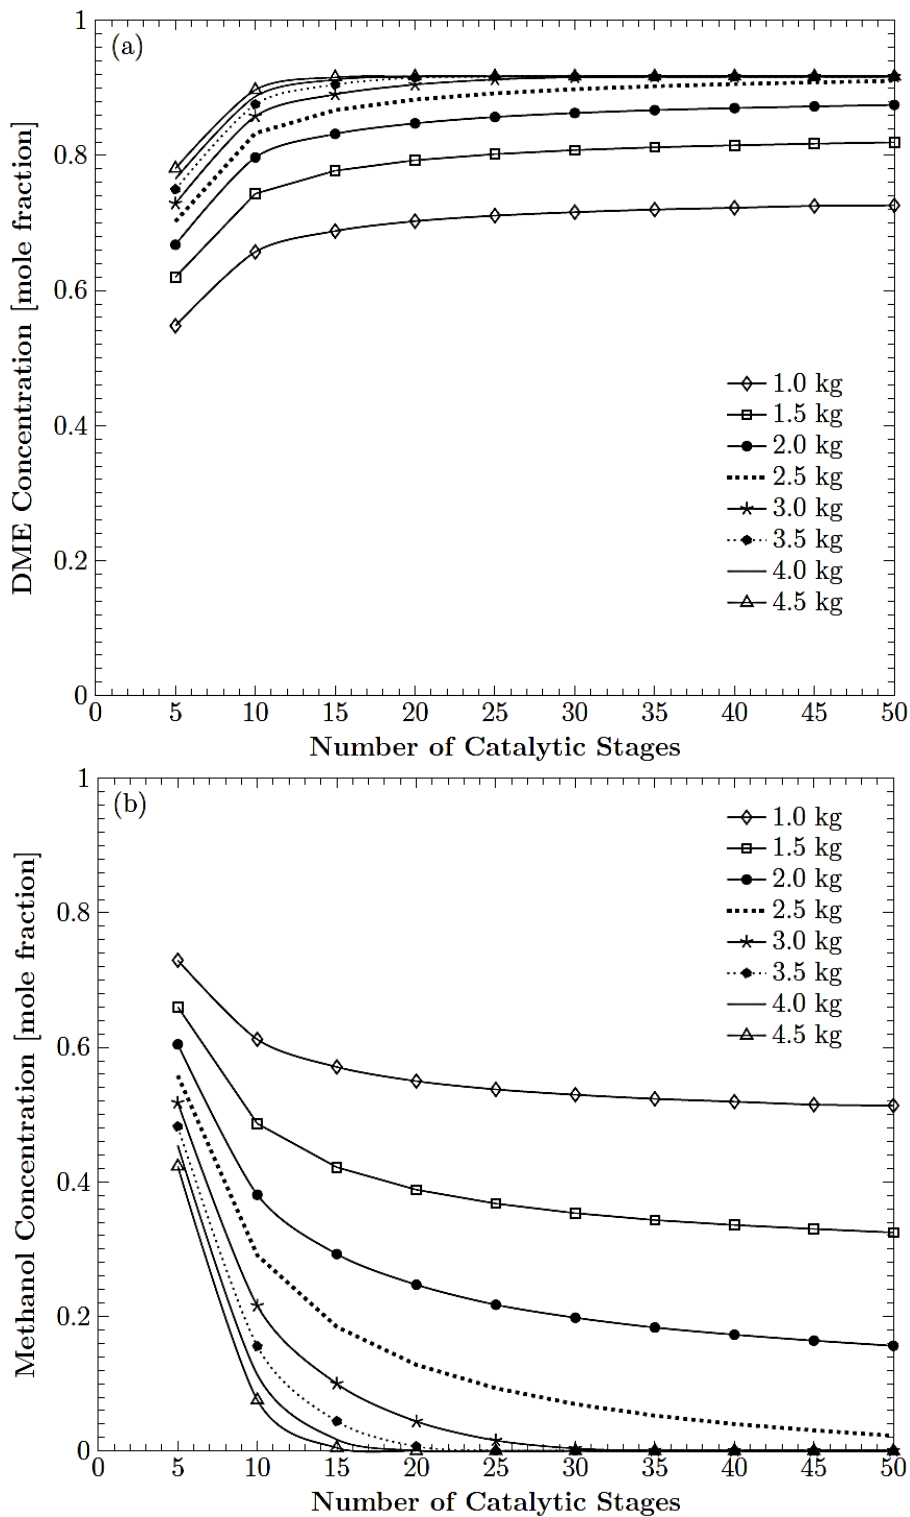 (a)
DME Concentration [mole fraction]
1
0.8
0.6
0.4
0.2
0
1.0 kg
1.5 kg
2.0 kg
2.5 kg
3.0 kg
3.5 kg
4.0 kg
4.5 kg
0 5 10 15 20 25 30 35 40 45 50
Number of Catalytic Stages
(b)
Methanol Concentration [mole fraction]
1
0.8
0.6
0.4
0.2
0
1.0 kg
1.5 kg
2.0 kg
2.5 kg
3.0 kg
3.5 kg
4.0 kg
4.5 kg
0 5 10 15 20 25 30 35 40 45 50
Number of Catalytic Stages